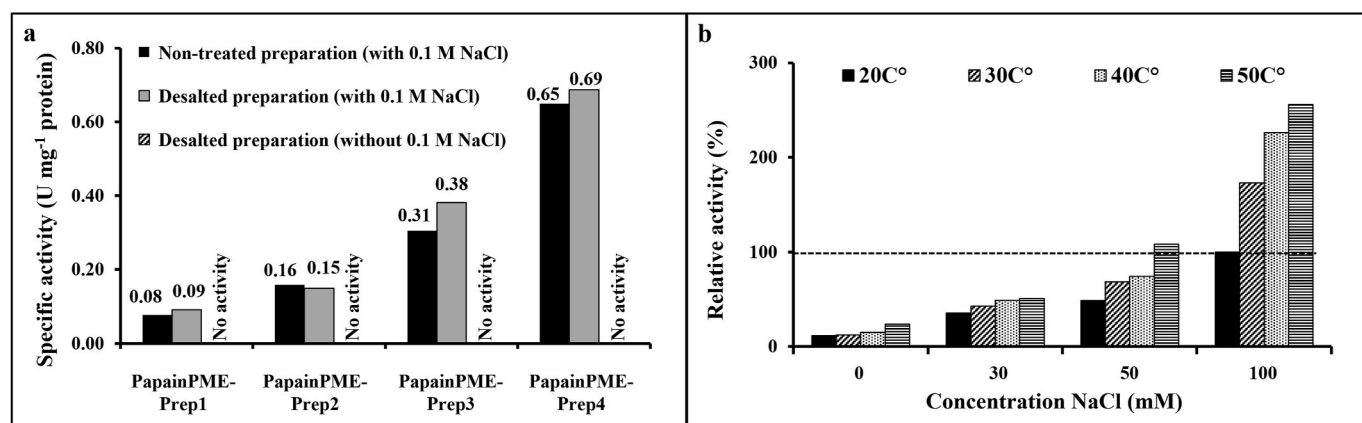 a
Specific activity (U mg⁻¹ protein)
0.80
0.60
0.40
0.20
0.00
Non-treated preparation (with 0.1 M NaCl)
Desalted preparation (with 0.1 M NaCl)
Desalted preparation (without 0.1 M NaCl)
0.08
0.09
No activity
0.16
0.15
No activity
0.31
0.38
No activity
0.65
0.69
No activity
PapainPME-
Prep1
PapainPME-
Prep2
PapainPME-
Prep3
PapainPME-
Prep4
b
Relative activity (%)
300
200
100
0
20C°
30C°
40C°
50C°
0
30
50
100
Concentration NaCl (mM)